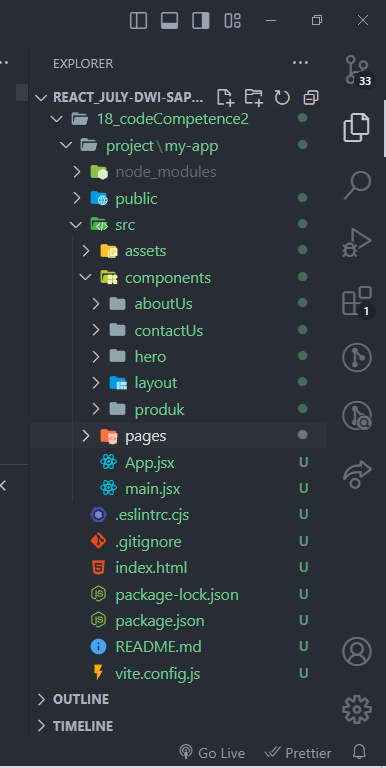 EXPLORER
33
REACT_JULY-DWI-SAP...
18_codeCompetence2
project\my-app
node_modules
public
src
assets
components
aboutUs
1
contactUs
hero
layout
produk
pages
App.jsx U
main.jsx U
.eslintrc.cjs U
.gitignore U
index.html U
package-lock.json U
package.json U
README.md U
vite.config.js U
OUTLINE
TIMELINE
Go Live Prettier